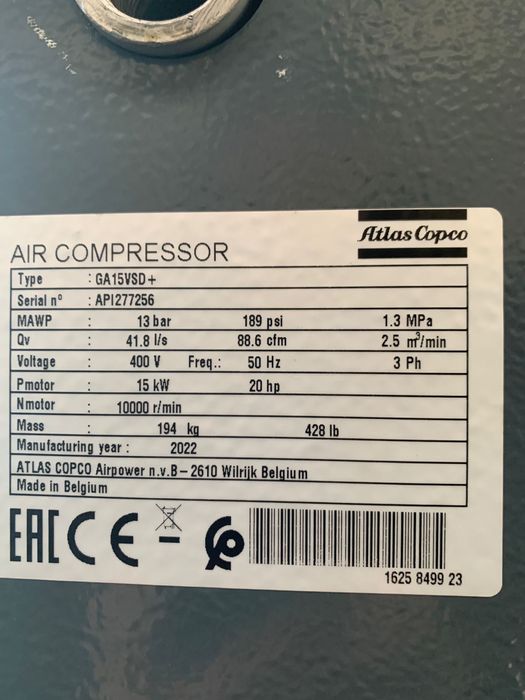 Atlas Copco
AIR COMPRESSOR
Type : GA15VSD+
Serial nº : API277256
MAWP : 13 bar 189 psi 1.3 MPa
Qv : 41.8 l/s 88.6 cfm 2.5 m³/min
Voltage : 400 V Freq.: 50 Hz 3 Ph
Pmotor : 15 kW 20 hp
Nmotor : 10000 r/min
Mass : 194 kg 428 lb
Manufacturing year : 2022
ATLAS COPCO Airpower n.v.B – 2610 Wilrijk Belgium
Made in Belgium
EAC CE
1625 8499 23